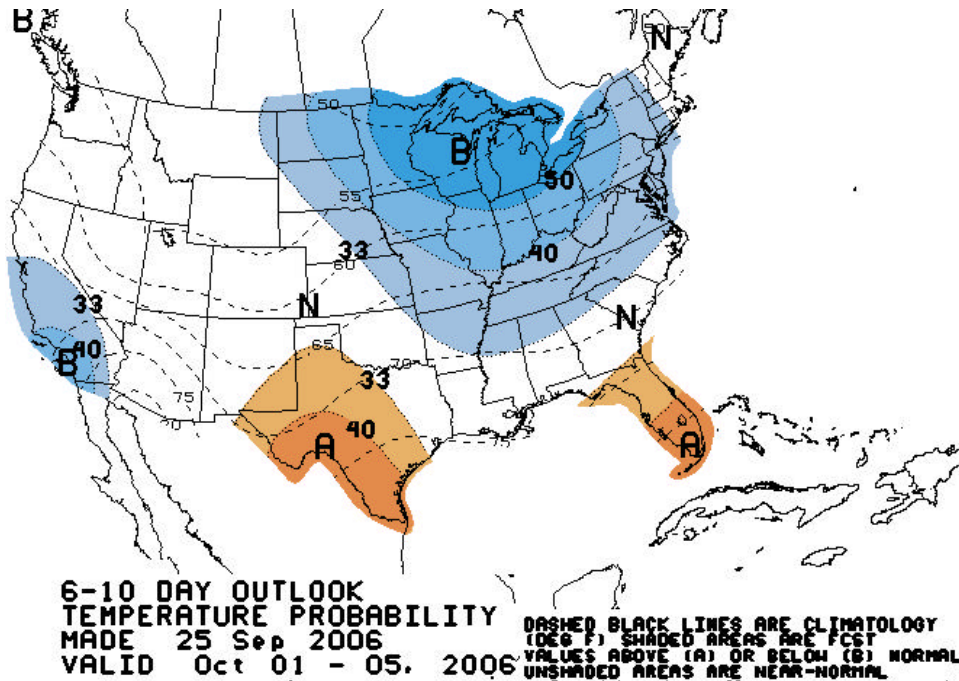 B
N
50
50
B
50
55
33
40
60
33
N
N
65
40
70
33
B
75
70
40
A
75
A
6-10 DAY OUTLOOK
TEMPERATURE PROBABILITY
MADE 25 Sep 2006
VALID Oct 01 - 05, 2006
DASHED BLACK LINES ARE CLIMATOLOGY
(DEG F) SHADED AREAS ARE FCST
VALUES ABOVE (A) OR BELOW (B) NORMAL
UNSHADED AREAS ARE NEAR-NORMAL